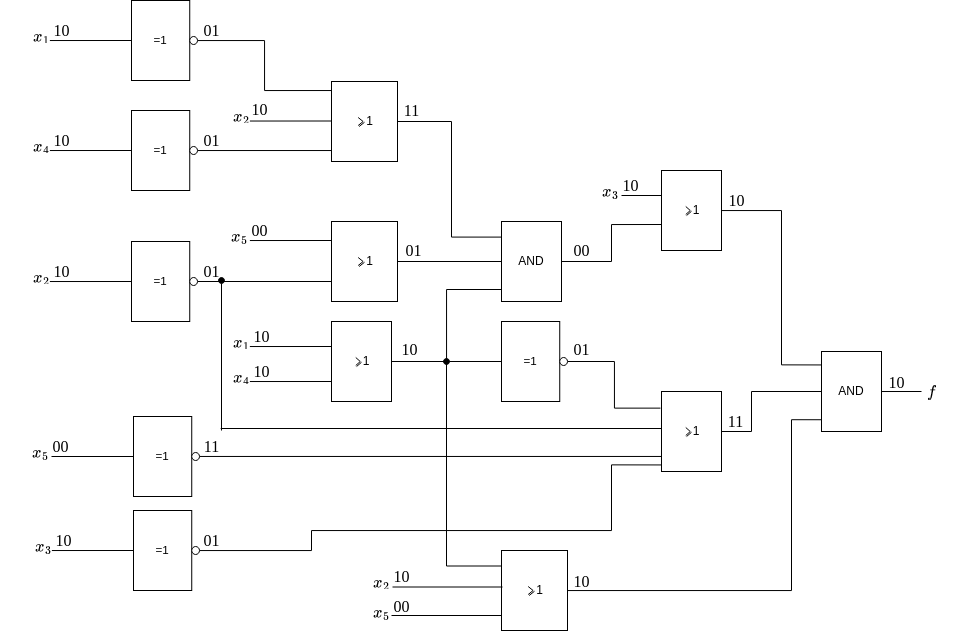 x₁ 10 =1 01
x₂ 10 ⩾1 11
x₄ 10 =1 01
x₃ 10 ⩾1 10
x₅ 00 ⩾1 01 AND 00
x₂ 10 =1 01
x₁ 10
x₄ 10 ⩾1 10 =1 01
AND 10 f
x₅ 00 =1 11 ⩾1 11
x₃ 10 =1 01
x₂ 10 ⩾1 10
x₅ 00